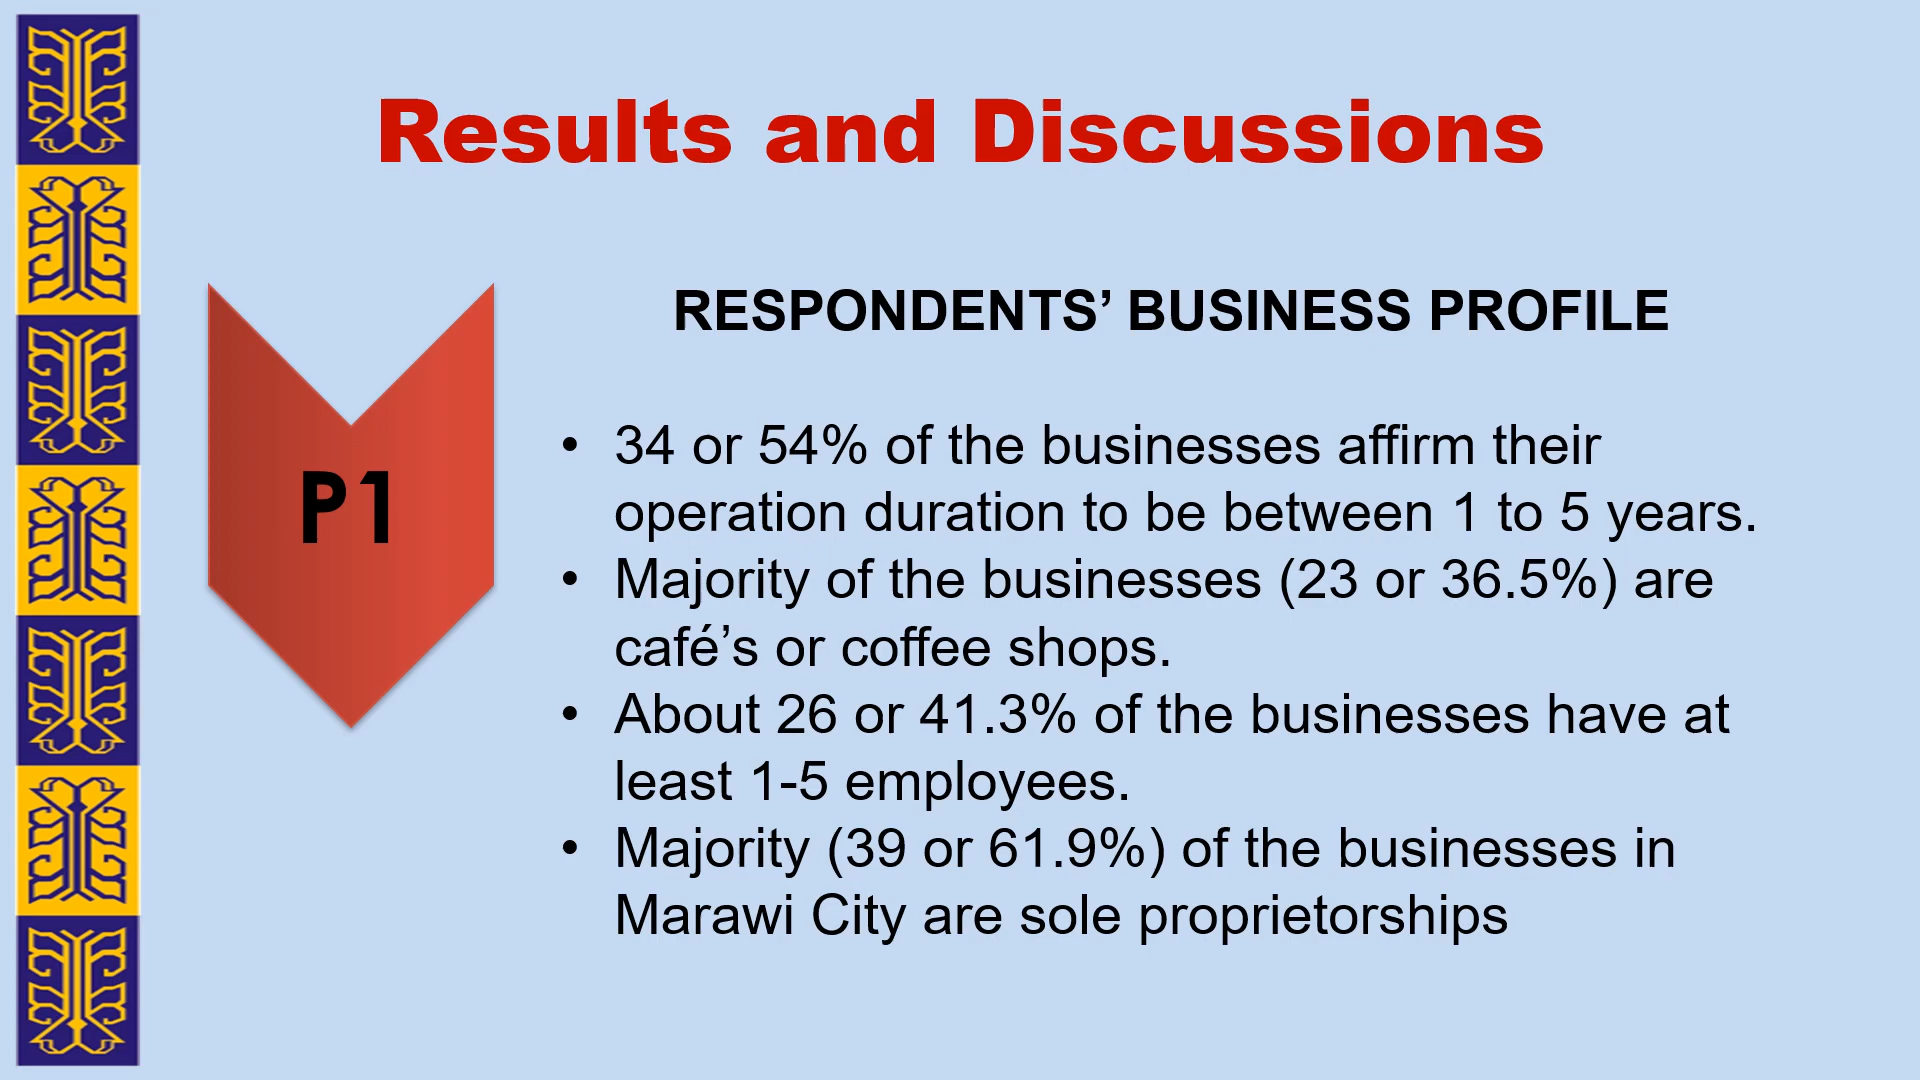 Results and Discussions
P1
RESPONDENTS’ BUSINESS PROFILE
• 34 or 54% of the businesses affirm their
operation duration to be between 1 to 5 years.
• Majority of the businesses (23 or 36.5%) are
café’s or coffee shops.
• About 26 or 41.3% of the businesses have at
least 1-5 employees.
• Majority (39 or 61.9%) of the businesses in
Marawi City are sole proprietorships